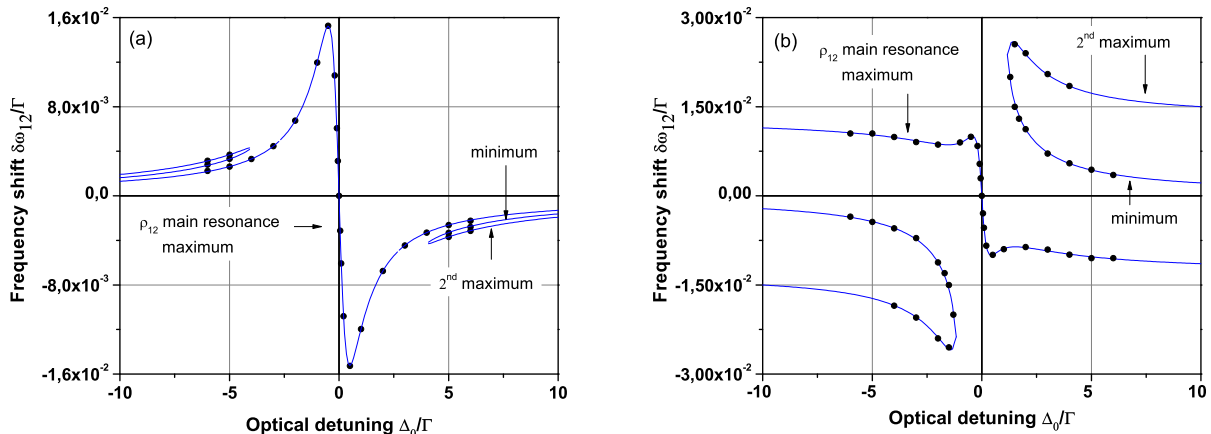 (a)
1,6x10⁻²
8,0x10⁻³
0,0
-8,0x10⁻³
-1,6x10⁻²
Frequency shift δω₁₂/Γ
minimum
ρ₁₂ main resonance
maximum
2ⁿᵈ maximum
-10
-5
0
5
10
Optical detuning Δ₀/Γ
(b)
3,00x10⁻²
1,50x10⁻²
0,00
-1,50x10⁻²
-3,00x10⁻²
Frequency shift δω₁₂/Γ
ρ₁₂ main resonance
maximum
2ⁿᵈ maximum
minimum
-10
-5
0
5
10
Optical detuning Δ₀/Γ